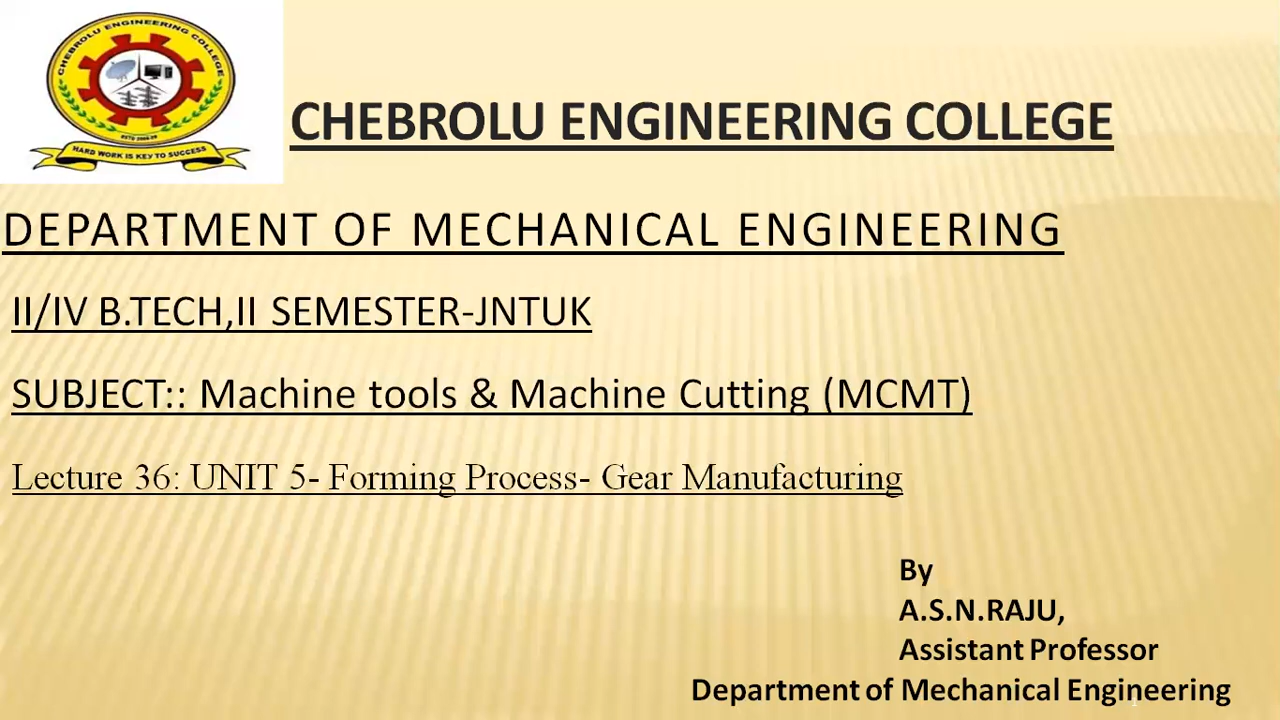 CHEBROLU ENGINEERING COLLEGE
HARD WORK IS KEY TO SUCCESS
CHEBROLU ENGINEERING COLLEGE
DEPARTMENT OF MECHANICAL ENGINEERING
II/IV B.TECH,II SEMESTER-JNTUK
SUBJECT:: Machine tools & Machine Cutting (MCMT)
Lecture 36: UNIT 5- Forming Process- Gear Manufacturing
By
A.S.N.RAJU,
Assistant Professor
Department of Mechanical Engineering